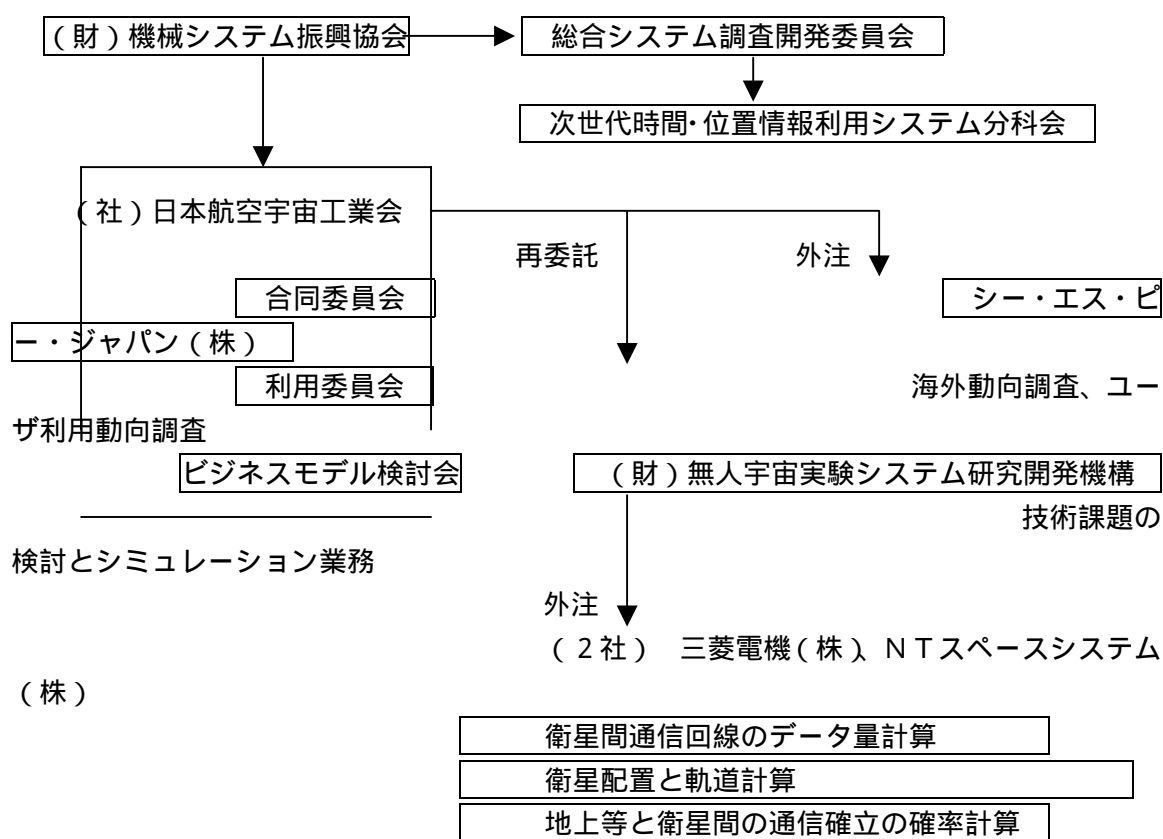 （財）機械システム振興協会
総合システム調査開発委員会
次世代時間・位置情報利用システム分科会
（社）日本航空宇宙工業会
再委託
外注
合同委員会
シー・エス・ピ
ー・ジャパン（株）
利用委員会
海外動向調査、ユー
ザ利用動向調査
ビジネスモデル検討会
（財）無人宇宙実験システム研究開発機構
技術課題の
検討とシミュレーション業務
外注
（２社） 三菱電機（株）、ＮＴスペースシステム
（株）
衛星間通信回線のデータ量計算
衛星配置と軌道計算
地上等と衛星間の通信確立の確率計算